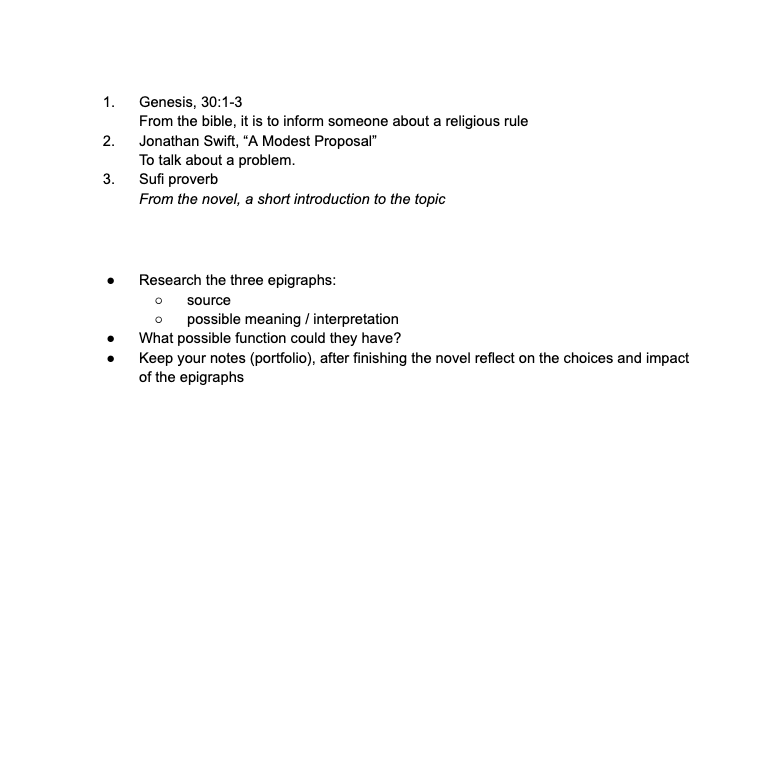 1. Genesis, 30:1-3
From the bible, it is to inform someone about a religious rule
2. Jonathan Swift, “A Modest Proposal”
To talk about a problem.
3. Sufi proverb
From the novel, a short introduction to the topic
● Research the three epigraphs:
○ source
○ possible meaning / interpretation
● What possible function could they have?
● Keep your notes (portfolio), after finishing the novel reflect on the choices and impact
of the epigraphs